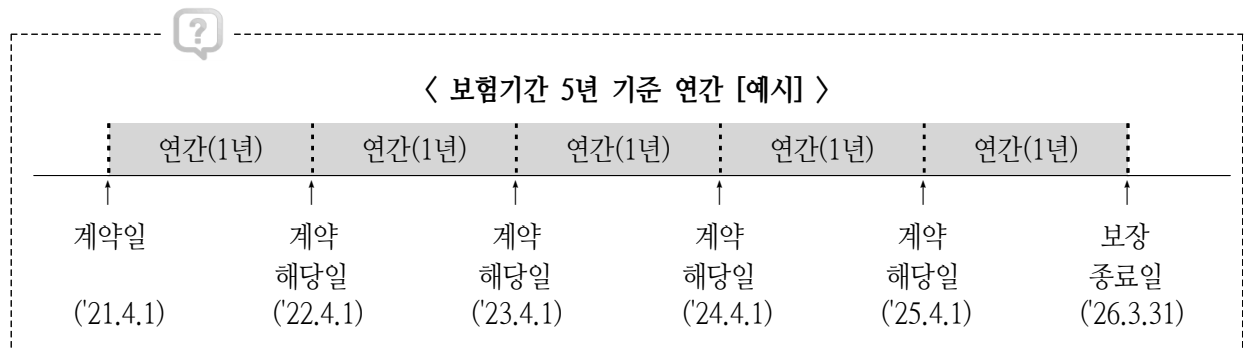 ?
< 보험기간 5년 기준 연간 [예시] >
연간(1년) 연간(1년) 연간(1년) 연간(1년) 연간(1년)
계약일 계약 계약 계약 계약 보장
해당일 해당일 해당일 해당일 종료일
('21.4.1) ('22.4.1) ('23.4.1) ('24.4.1) ('25.4.1) ('26.3.31)